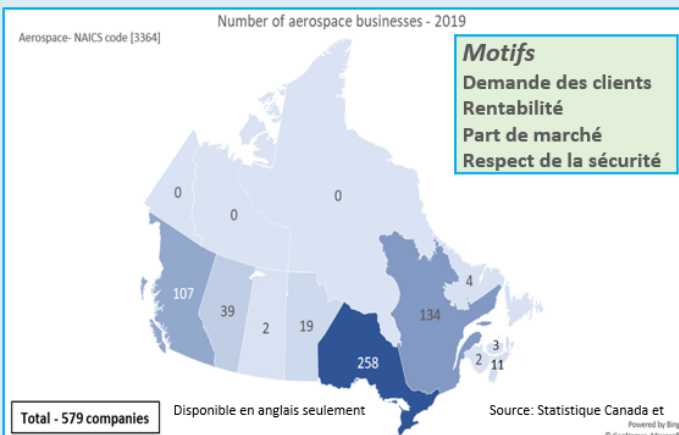 Number of aerospace businesses - 2019
Aerospace- NAICS code [3364]
Motifs
Demande des clients
Rentabilité
Part de marché
Respect de la sécurité
0
0
0
107
39
2
19
258
134
4
3
2
11
Total - 579 companies
Disponible en anglais seulement
Source: Statistique Canada et
Powered by Bing